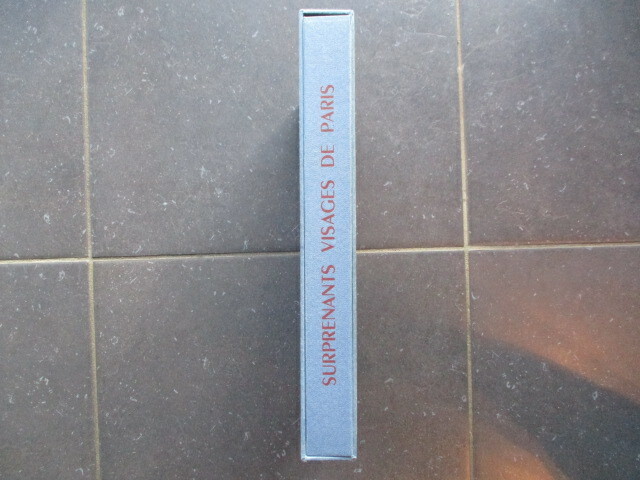 SURPRENANTS VISAGES DE PARIS